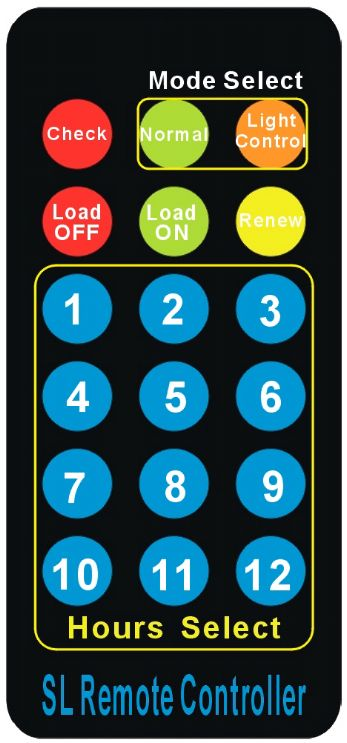 Mode Select
Check Normal Light Control
Load OFF Load ON Renew
1 2 3
4 5 6
7 8 9
10 11 12
Hours Select
SL Remote Controller